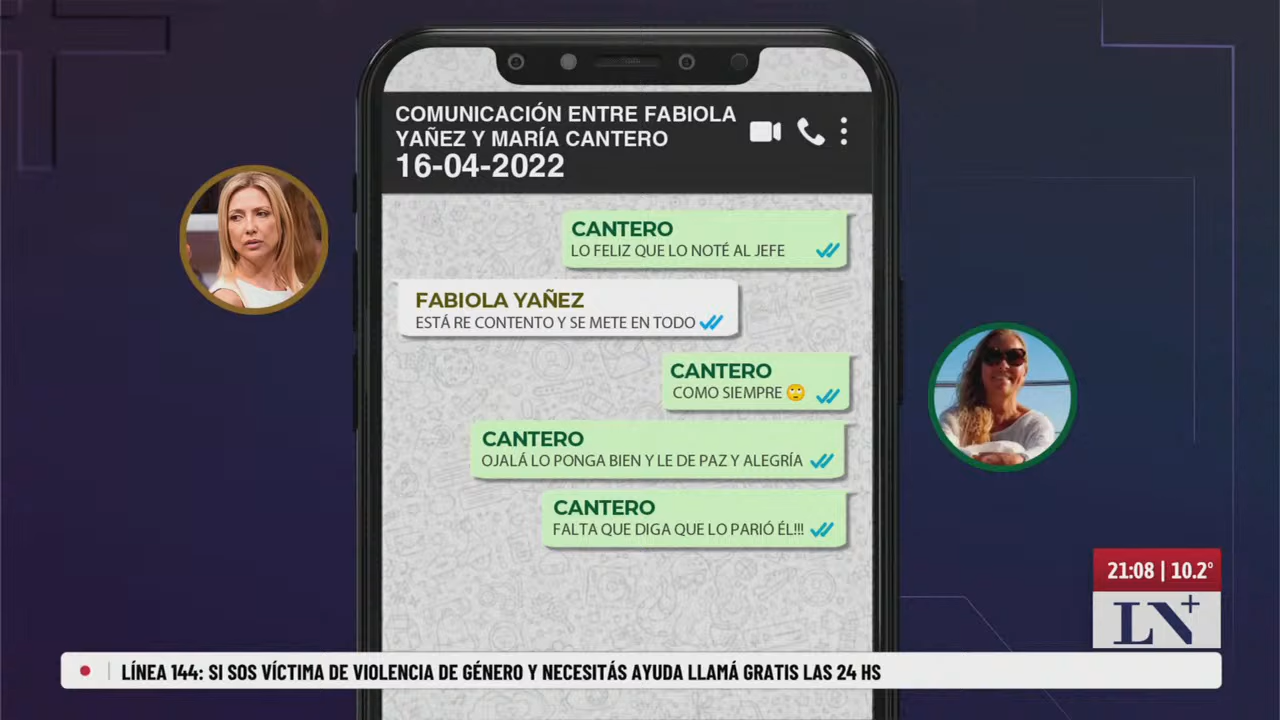 COMUNICACIÓN ENTRE FABIOLA
YAÑEZ Y MARÍA CANTERO
16-04-2022
CANTERO
LO FELIZ QUE LO NOTÉ AL JEFE
FABIOLA YAÑEZ
ESTÁ RE CONTENTO Y SE METE EN TODO
CANTERO
COMO SIEMPRE 🙄
CANTERO
OJALÁ LO PONGA BIEN Y LE DE PAZ Y ALEGRÍA
CANTERO
FALTA QUE DIGA QUE LO PARIÓ ÉL!!!
21:08 | 10.2°
LN+
LÍNEA 144: SI SOS VÍCTIMA DE VIOLENCIA DE GÉNERO Y NECESITÁS AYUDA LLAMÁ GRATIS LAS 24 HS